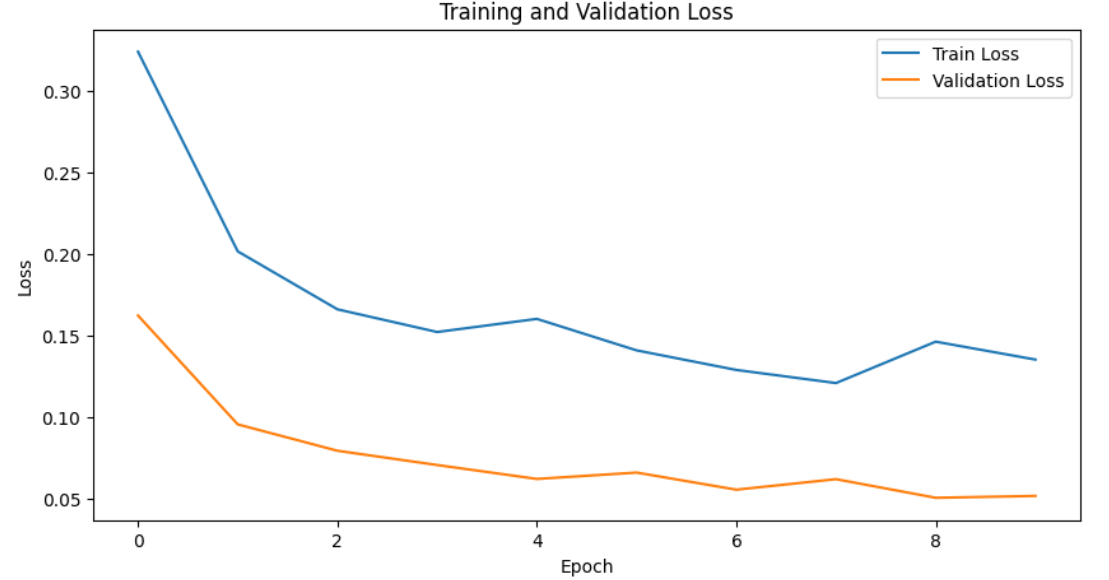 Training and Validation Loss
Train Loss
Validation Loss
0.30
0.25
0.20
0.15
0.10
0.05
Loss
0
2
4
6
8
Epoch